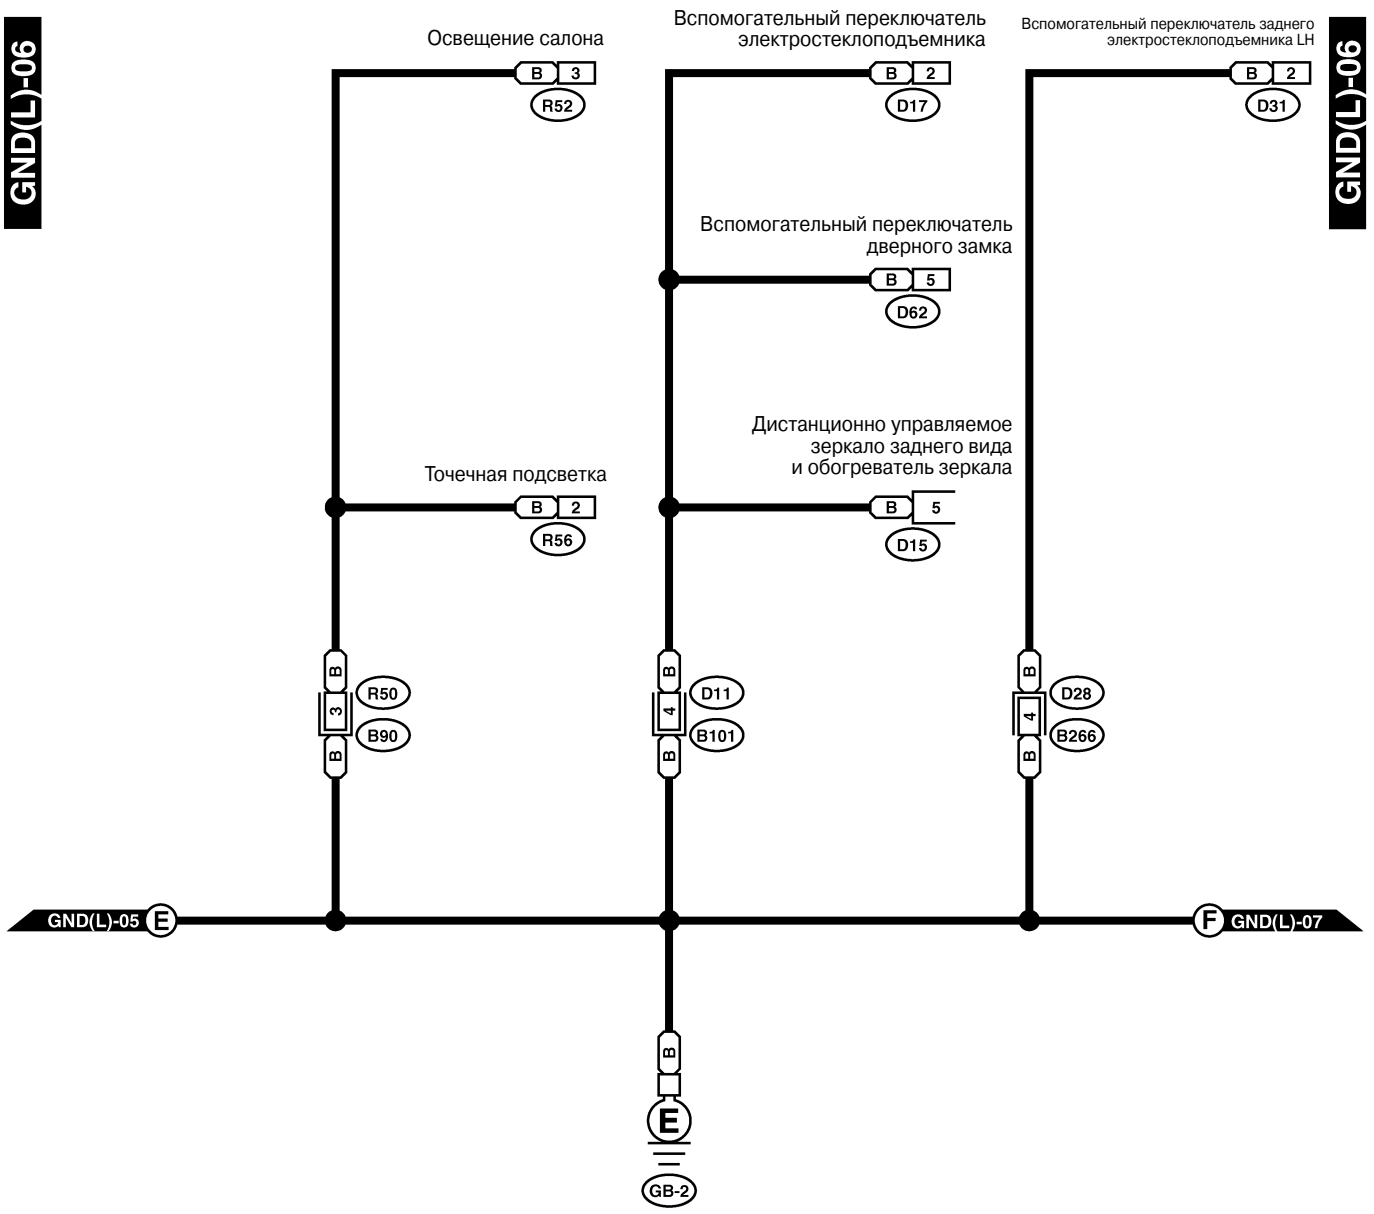 GND(L)-06
GND(L)-06
Освещение салона
B 3
R52
Вспомогательный переключатель
электростеклоподъемника
B 2
D17
Вспомогательный переключатель заднего
электростеклоподъемника LH
B 2
D31
Вспомогательный переключатель
дверного замка
B 5
D62
Дистанционно управляемое
зеркало заднего вида
и обогреватель зеркала
B 5
D15
Точечная подсветка
B 2
R56
B
3
B
R50
B90
B
4
B
D11
B101
B
4
B
D28
B266
GND(L)-05 E
F GND(L)-07
B
E
GB-2